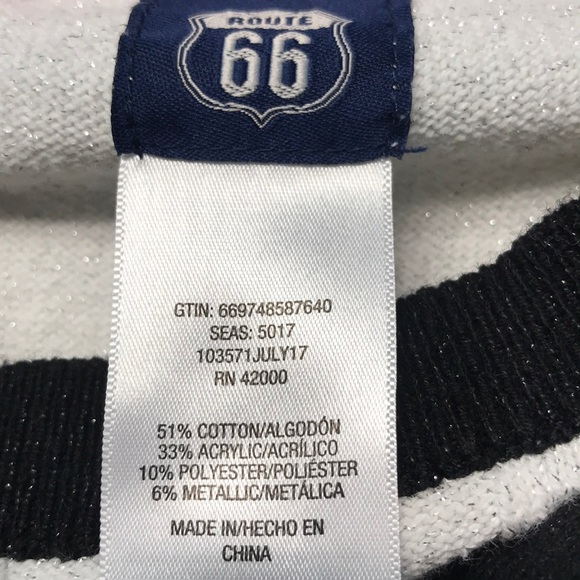 ROUTE
66
GTIN: 669748587640
SEAS: 5017
103571JULY17
RN 42000
51% COTTON/ALGODÓN
33% ACRYLIC/ACRÍLICO
10% POLYESTER/POLIÉSTER
6% METALLIC/METÁLICA
MADE IN/HECHO EN
CHINA